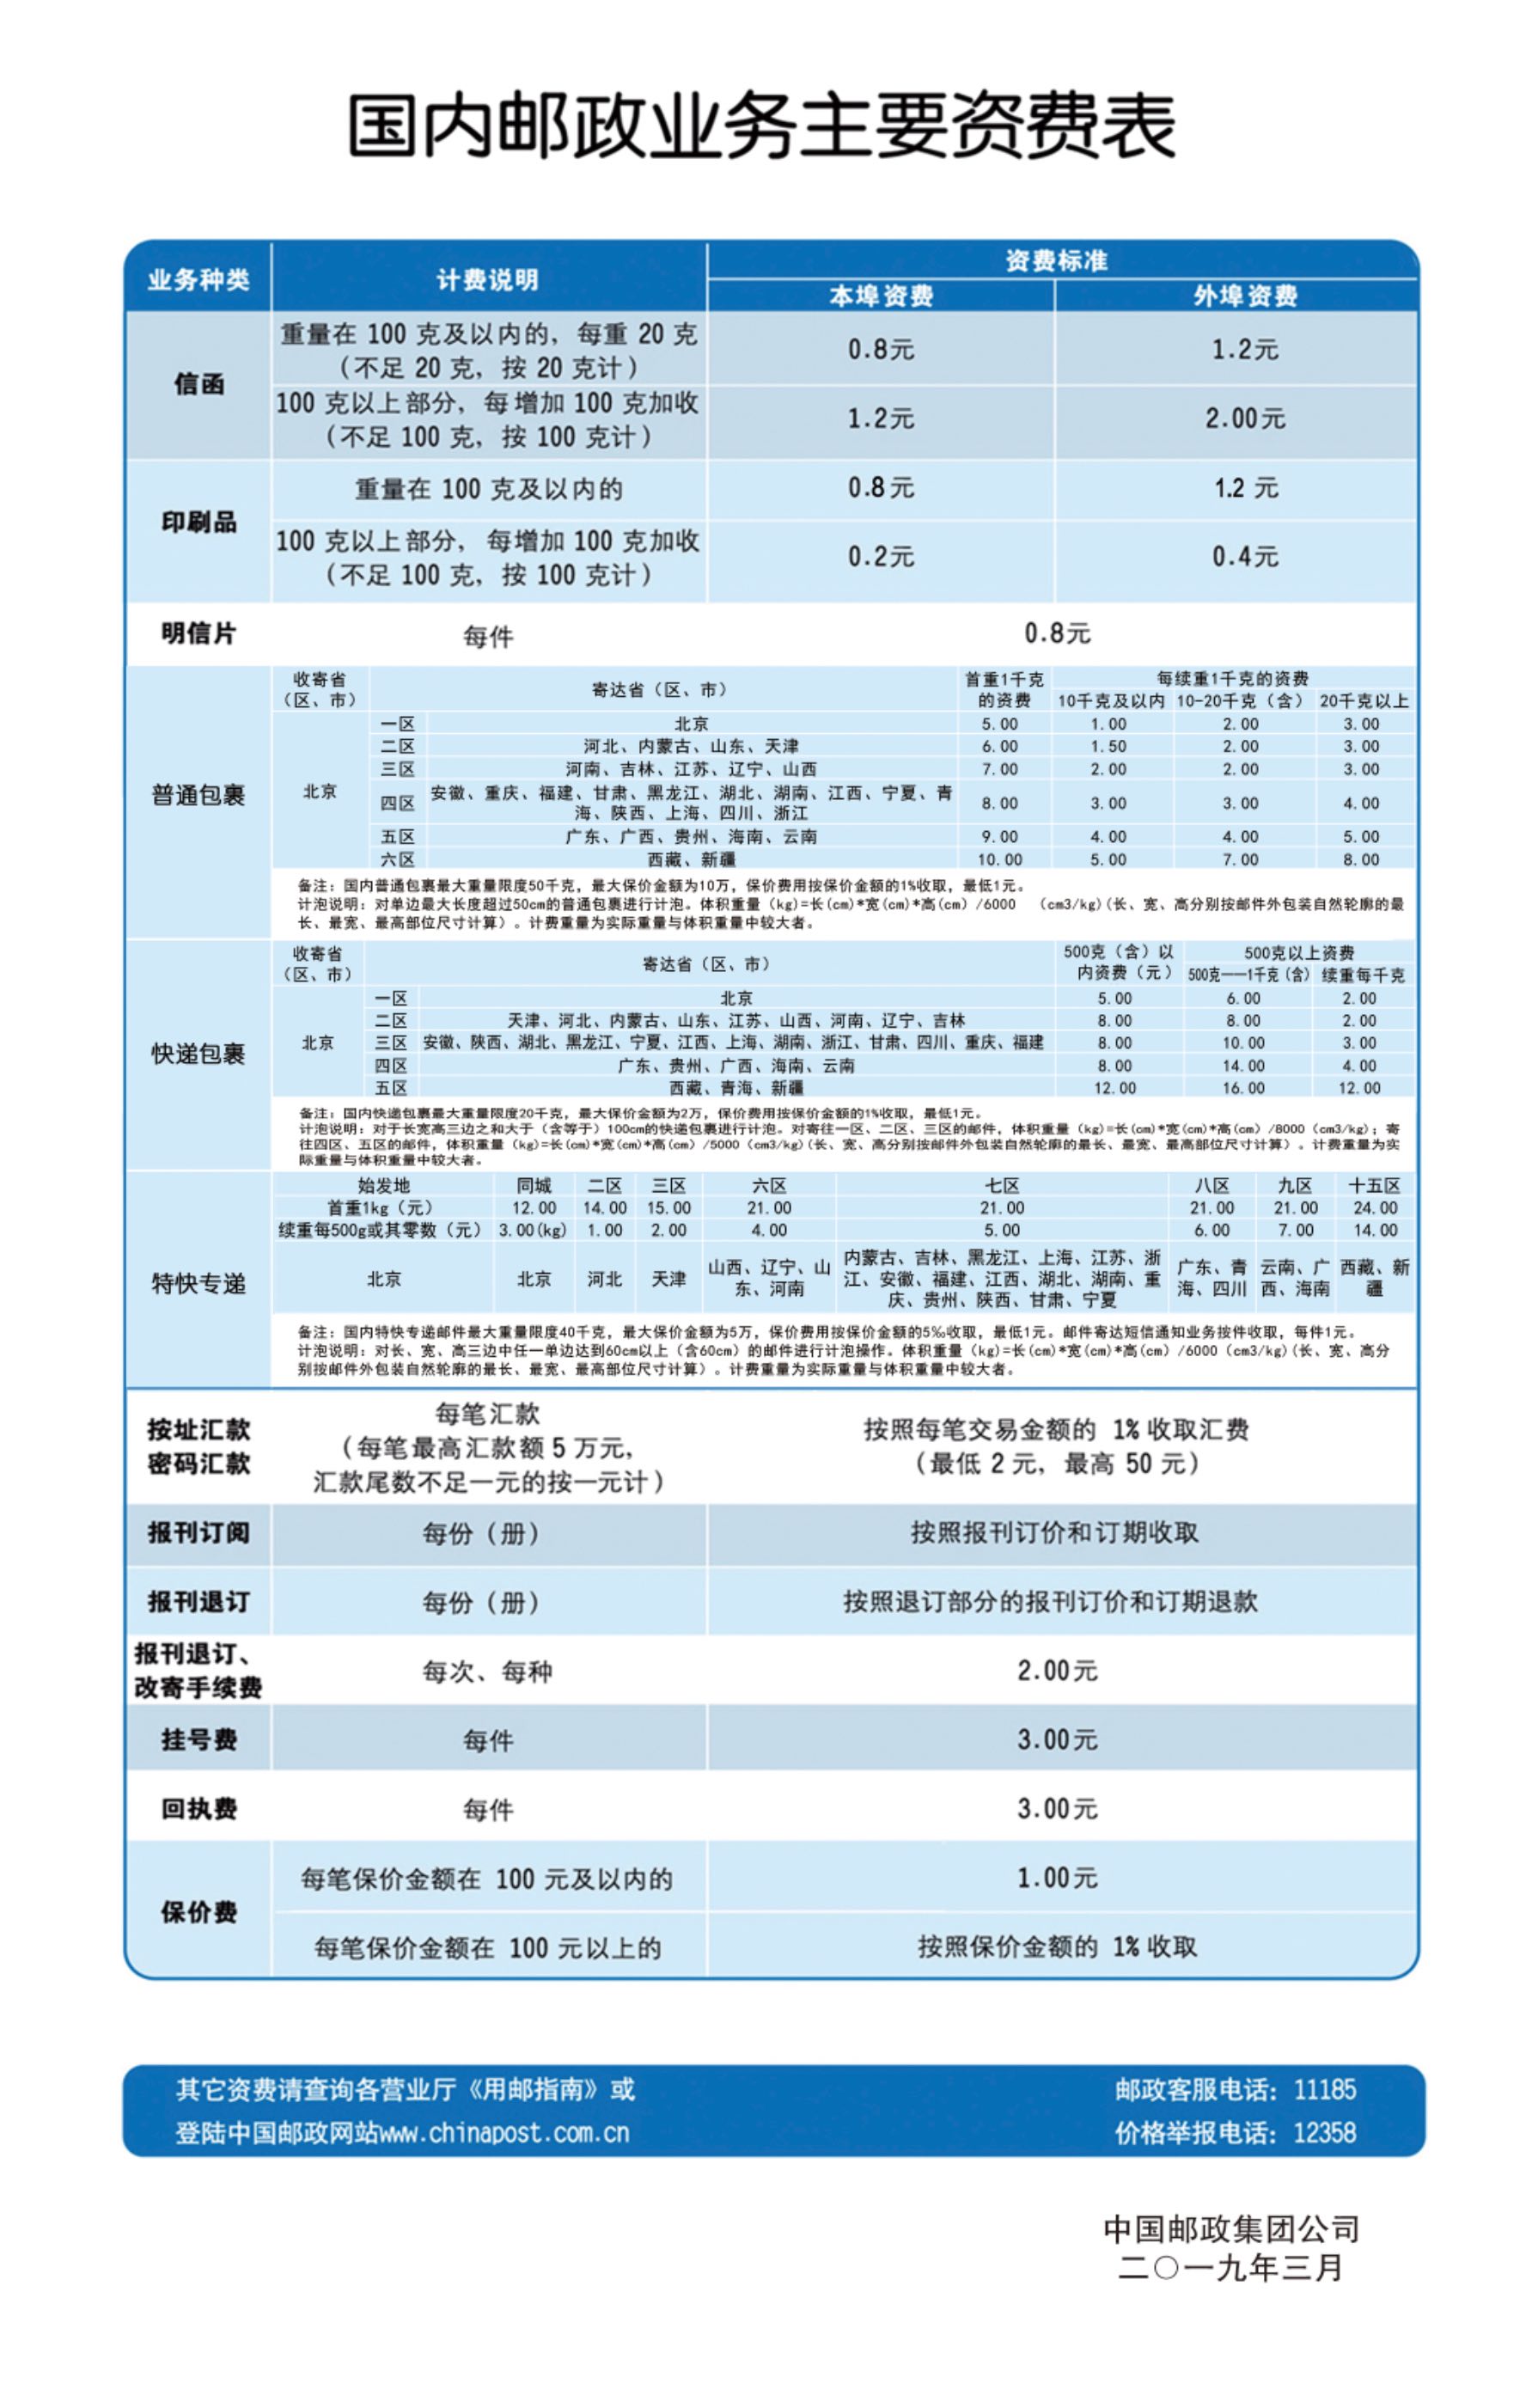 国内邮政业务主要资费表
业务种类 计费说明 资费标准
本埠资费 外埠资费
信函
重量在 100 克及以内的，每重 20 克
（不足 20 克，按 20 克计）
0.8元 1.2元
100 克以上部分，每增加 100 克加收
（不足 100 克，按 100 克计）
1.2元 2.00元
印刷品
重量在 100 克及以内的 0.8元 1.2 元
100 克以上部分，每增加 100 克加收
（不足 100 克，按 100 克计）
0.2元 0.4元
明信片 每件 0.8元
普通包裹
收寄省
（区、市）
寄达省（区、市）
首重1千克
的资费
每续重1千克的资费
10千克及以内 10-20千克（含） 20千克以上
北京
一区 北京 5.00 1.00 2.00 3.00
二区 河北、内蒙古、山东、天津 6.00 1.50 2.00 3.00
三区 河南、吉林、江苏、辽宁、山西 7.00 2.00 2.00 3.00
四区 安徽、重庆、福建、甘肃、黑龙江、湖北、湖南、江西、宁夏、青
海、陕西、上海、四川、浙江
8.00 3.00 3.00 4.00
五区 广东、广西、贵州、海南、云南 9.00 4.00 4.00 5.00
六区 西藏、新疆 10.00 5.00 7.00 8.00
备注：国内普通包裹最大重量限度50千克，最大保价金额为10万，保价费用按保价金额的1%收取，最低1元。
计泡说明：对单边最大长度超过50cm的普通包裹进行计泡。体积重量（kg)=长(cm)*宽(cm)*高(cm）/6000 （cm3/kg)(长、宽、高分别按邮件外包装自然轮廓的最
长、最宽、最高部位尺寸计算）。计费重量为实际重量与体积重量中较大者。
快递包裹
收寄省
（区、市）
寄达省（区、市）
500克（含）以
内资费（元）
500克以上资费
500克——1千克（含） 续重每千克
北京
一区 北京 5.00 6.00 2.00
二区 天津、河北、内蒙古、山东、江苏、山西、河南、辽宁、吉林 8.00 8.00 2.00
三区 安徽、陕西、湖北、黑龙江、宁夏、江西、上海、湖南、浙江、甘肃、四川、重庆、福建 8.00 10.00 3.00
四区 广东、贵州、广西、海南、云南 8.00 14.00 4.00
五区 西藏、青海、新疆 12.00 16.00 12.00
备注：国内快递包裹最大重量限度20千克，最大保价金额为2万，保价费用按保价金额的1%收取，最低1元。
计泡说明：对于长宽高三边之和大于（含等于）100cm的快递包裹进行计泡。对寄往一区、二区、三区的邮件，体积重量（kg)=长(cm)*宽(cm)*高(cm）/8000（cm3/kg)；寄
往四区、五区的邮件，体积重量（kg)=长(cm)*宽(cm)*高(cm）/5000（cm3/kg)(长、宽、高分别按邮件外包装自然轮廓的最长、最宽、最高部位尺寸计算）。计费重量为实
际重量与体积重量中较大者。
特快专递
始发地 同城 二区 三区 六区 七区 八区 九区 十五区
首重1kg（元） 12.00 14.00 15.00 21.00 21.00 21.00 21.00 24.00
续重每500g或其零数（元） 3.00(kg) 1.00 2.00 4.00 5.00 6.00 7.00 14.00
北京 北京 河北 天津
山西、辽宁、山
东、河南
内蒙古、吉林、黑龙江、上海、江苏、浙
江、安徽、福建、江西、湖北、湖南、重
庆、贵州、陕西、甘肃、宁夏
广东、青
海、四川
云南、广
西、海南
西藏、新
疆
备注：国内特快专递邮件最大重量限度40千克，最大保价金额为5万，保价费用按保价金额的5‰收取，最低1元。邮件寄达短信通知业务按件收取，每件1元。
计泡说明：对长、宽、高三边中任一单边达到60cm以上（含60cm）的邮件进行计泡操作。体积重量（kg)=长(cm)*宽(cm)*高(cm）/6000（cm3/kg)(长、宽、高分
别按邮件外包装自然轮廓的最长、最宽、最高部位尺寸计算）。计费重量为实际重量与体积重量中较大者。
按址汇款
密码汇款
每笔汇款
（每笔最高汇款额 5 万元，
汇款尾数不足一元的按一元计）
按照每笔交易金额的 1% 收取汇费
（最低 2 元，最高 50 元）
报刊订阅 每份（册） 按照报刊订价和订期收取
报刊退订 每份（册） 按照退订部分的报刊订价和订期退款
报刊退订、
改寄手续费
每次、每种 2.00元
挂号费 每件 3.00元
回执费 每件 3.00元
保价费
每笔保价金额在 100 元及以内的 1.00元
每笔保价金额在 100 元以上的 按照保价金额的 1% 收取
其它资费请查询各营业厅《用邮指南》或
登陆中国邮政网站www.chinapost.com.cn
邮政客服电话：11185
价格举报电话：12358
中国邮政集团公司
二〇一九年三月